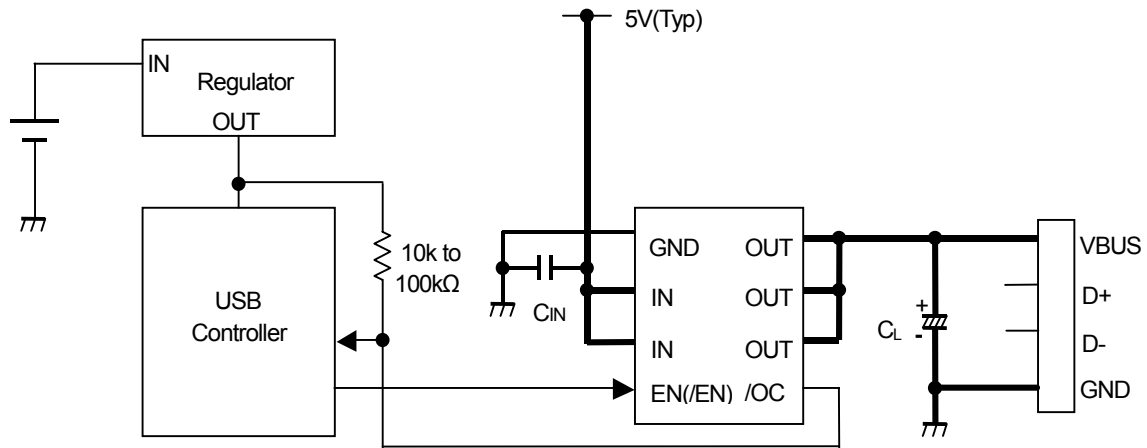 5V(Typ)
IN
Regulator
OUT
10k to
100kΩ
USB
Controller
CIN
GND OUT
IN OUT
IN OUT
EN(/EN) /OC
+
CL
-
VBUS
D+
D-
GND